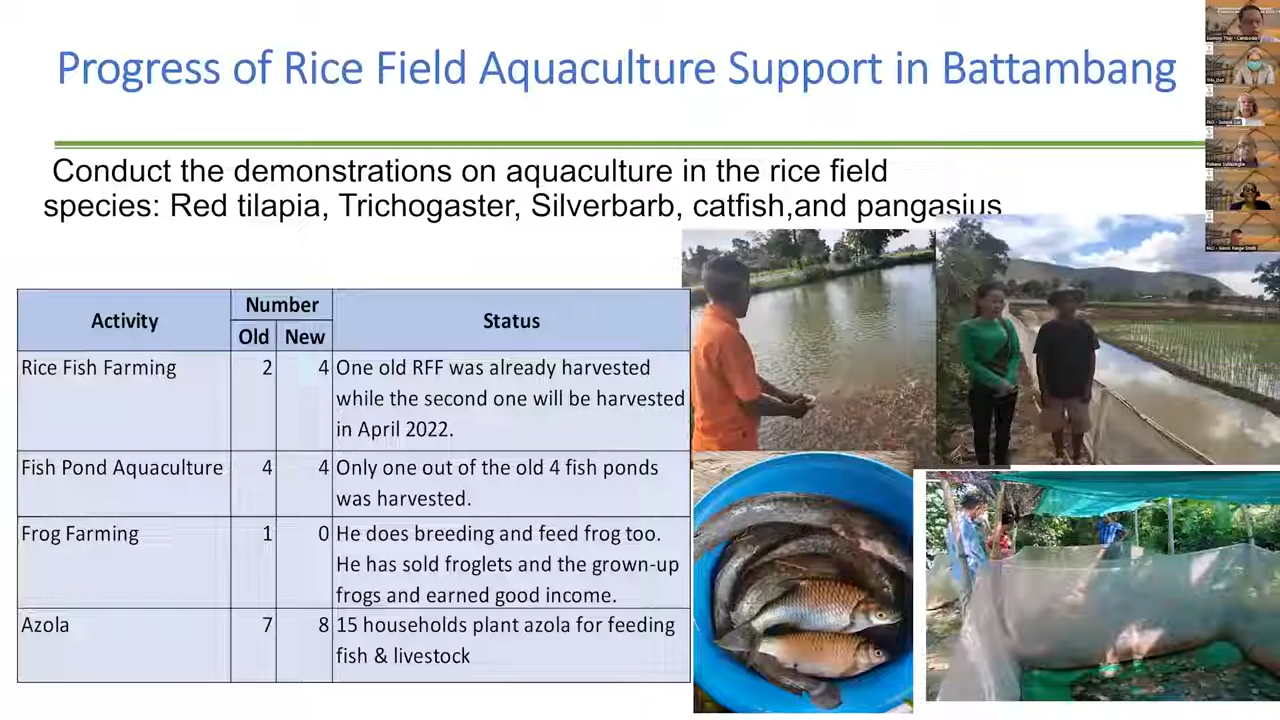 Progress of Rice Field Aquaculture Support in Battambang
Conduct the demonstrations on aquaculture in the rice field
species: Red tilapia, Trichogaster, Silverbarb, catfish,and pangasius
Activity
Number
Status
Old New
Rice Fish Farming 2 4 One old RFF was already harvested
while the second one will be harvested
in April 2022.
Fish Pond Aquaculture 4 4 Only one out of the old 4 fish ponds
was harvested.
Frog Farming 1 0 He does breeding and feed frog too.
He has sold froglets and the grown-up
frogs and earned good income.
Azola 7 8 15 households plant azola for feeding
fish & livestock